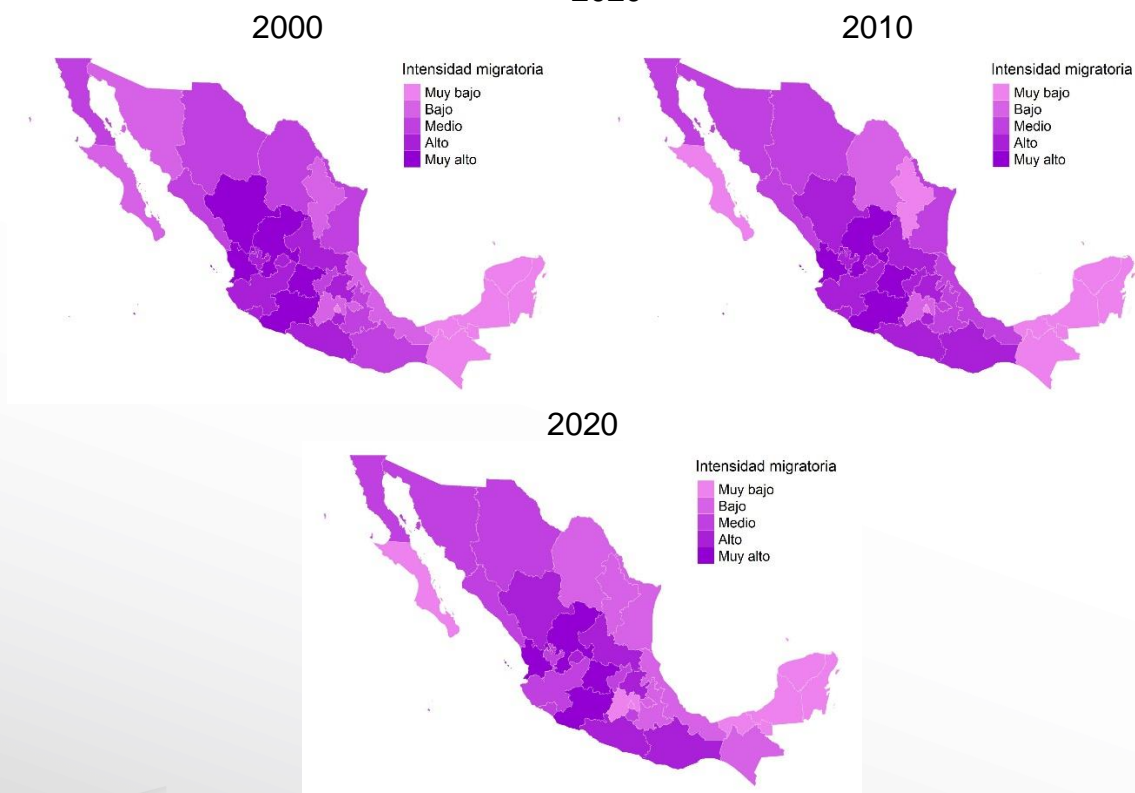 2000
2010
Intensidad migratoria
Muy bajo
Bajo
Medio
Alto
Muy alto
Intensidad migratoria
Muy bajo
Bajo
Medio
Alto
Muy alto
2020
Intensidad migratoria
Muy bajo
Bajo
Medio
Alto
Muy alto